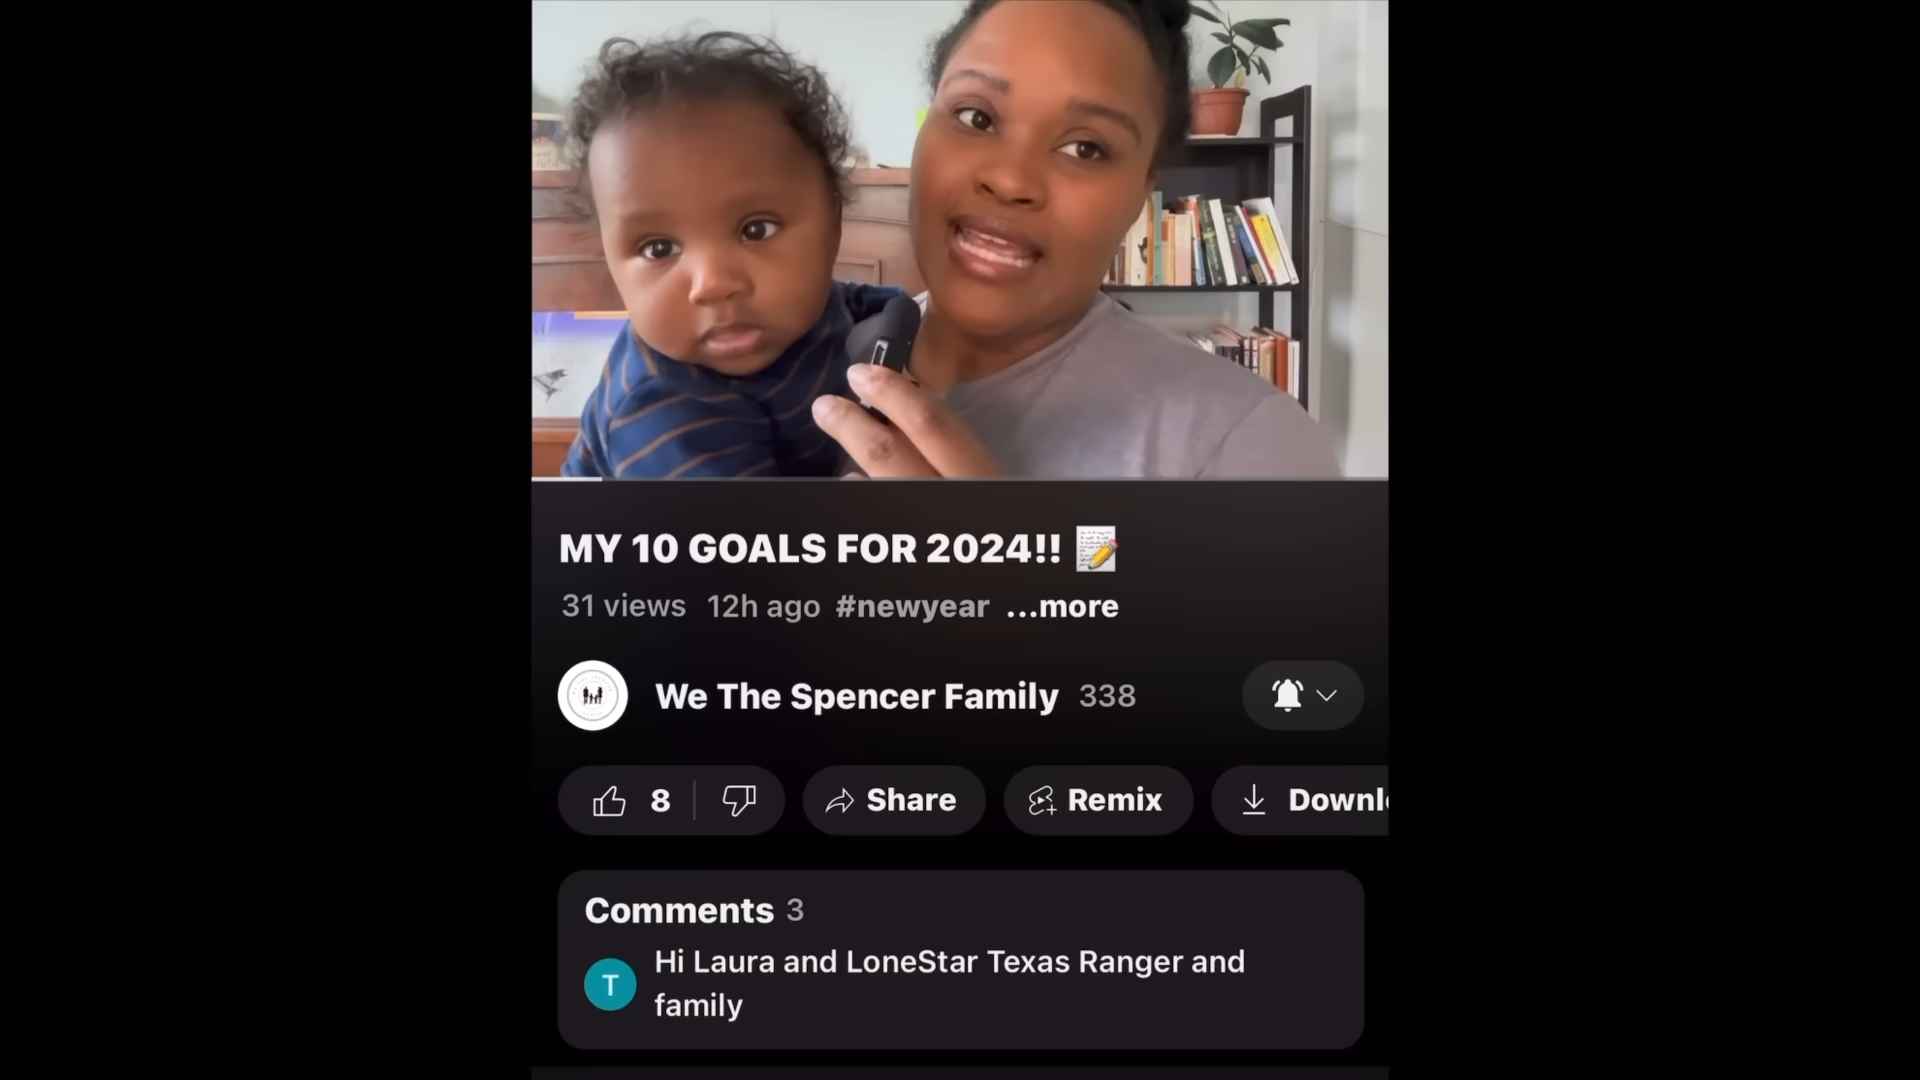 MY 10 GOALS FOR 2024!! 📝
31 views 12h ago #newyear ...more
We The Spencer Family 338
8 Share Remix Downl
Comments 3
T
Hi Laura and LoneStar Texas Ranger and
family